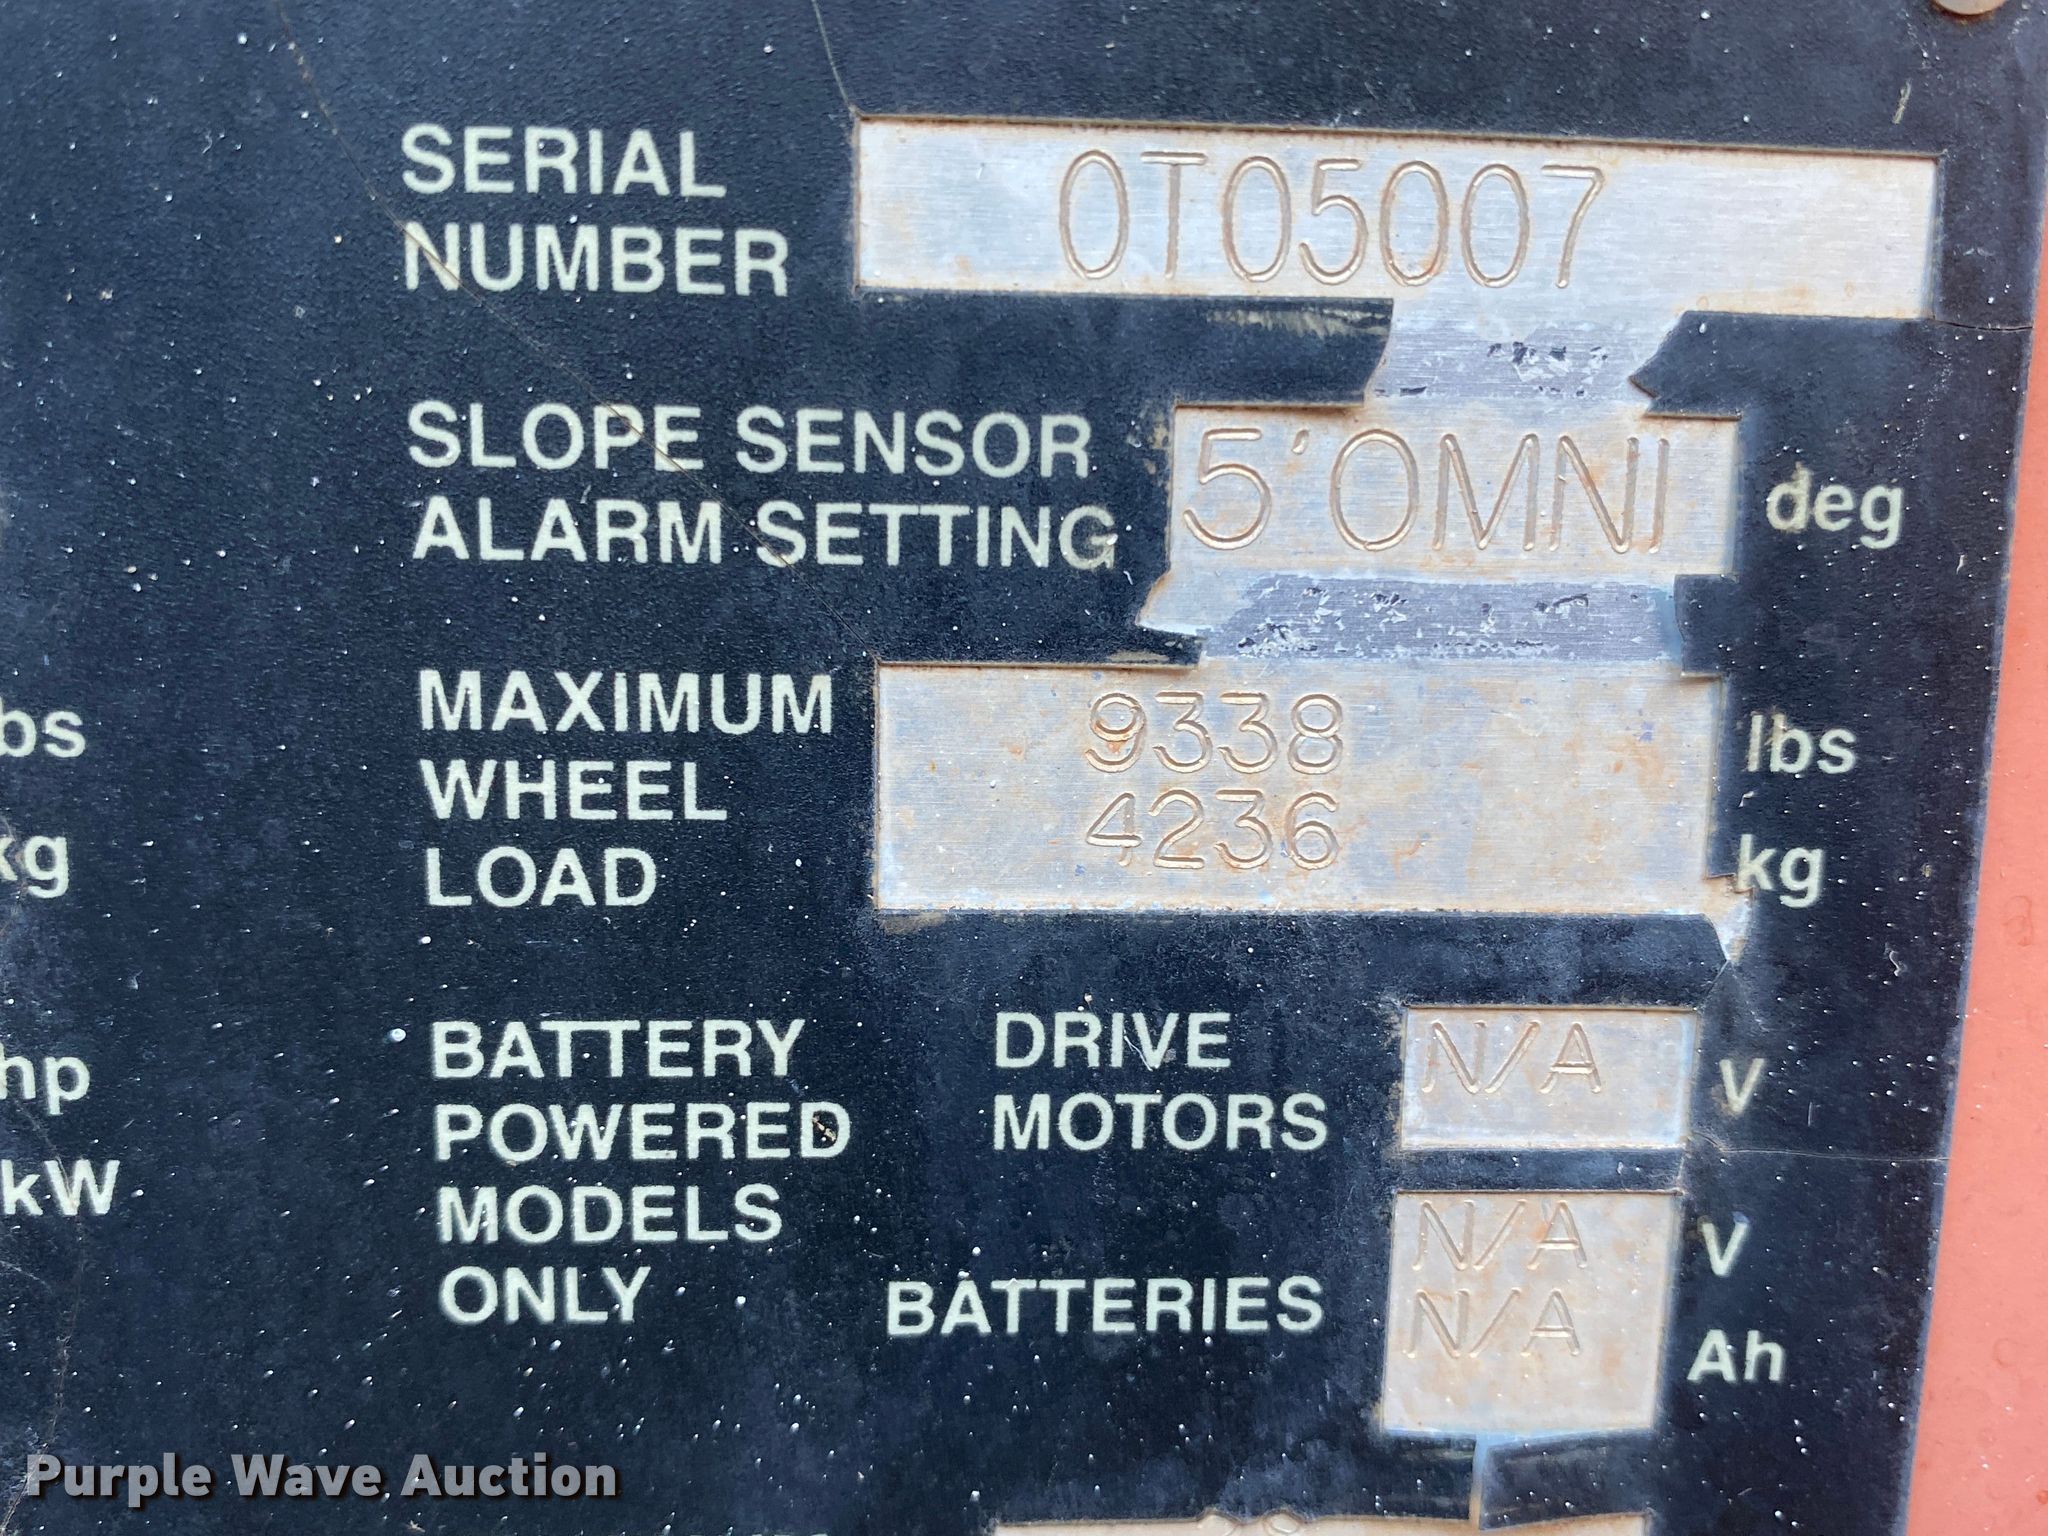 SERIAL
NUMBER
0T05007
SLOPE SENSOR
ALARM SETTING
5'OMNI
deg
MAXIMUM
WHEEL
LOAD
9338
lbs
4236
kg
bs
kg
hp
kW
BATTERY
POWERED
MODELS
ONLY
DRIVE
MOTORS
N/A
V
BATTERIES
N/A
V
N/A
Ah
Purple Wave Auction